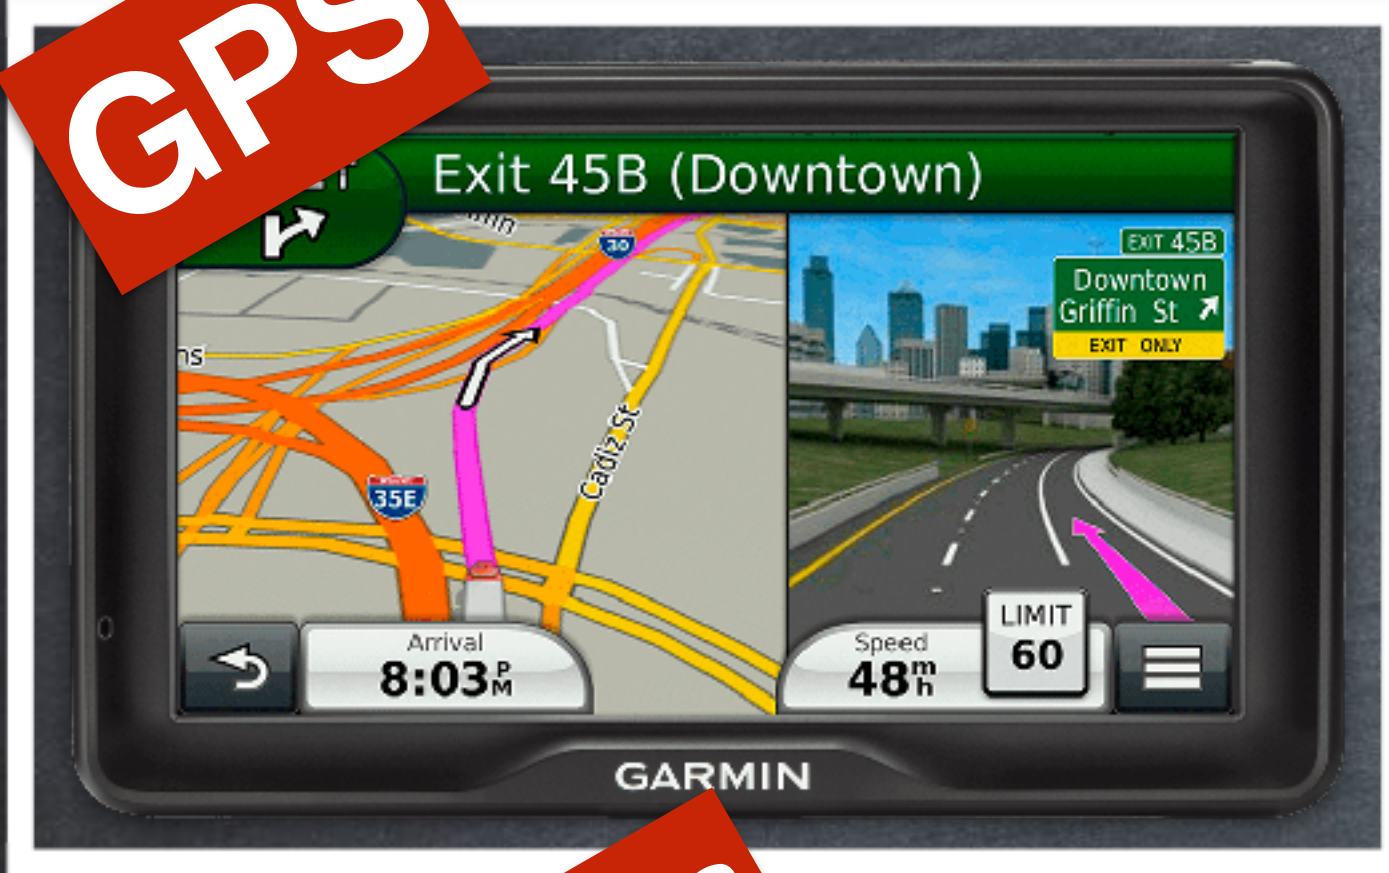 GPS
Exit 45B (Downtown)
30
EXIT 45B
Downtown
Griffin St
EXIT ONLY
35E
Cadiz St
LIMIT
60
Arrival
8:03 PM
Speed
48 mh
GARMIN